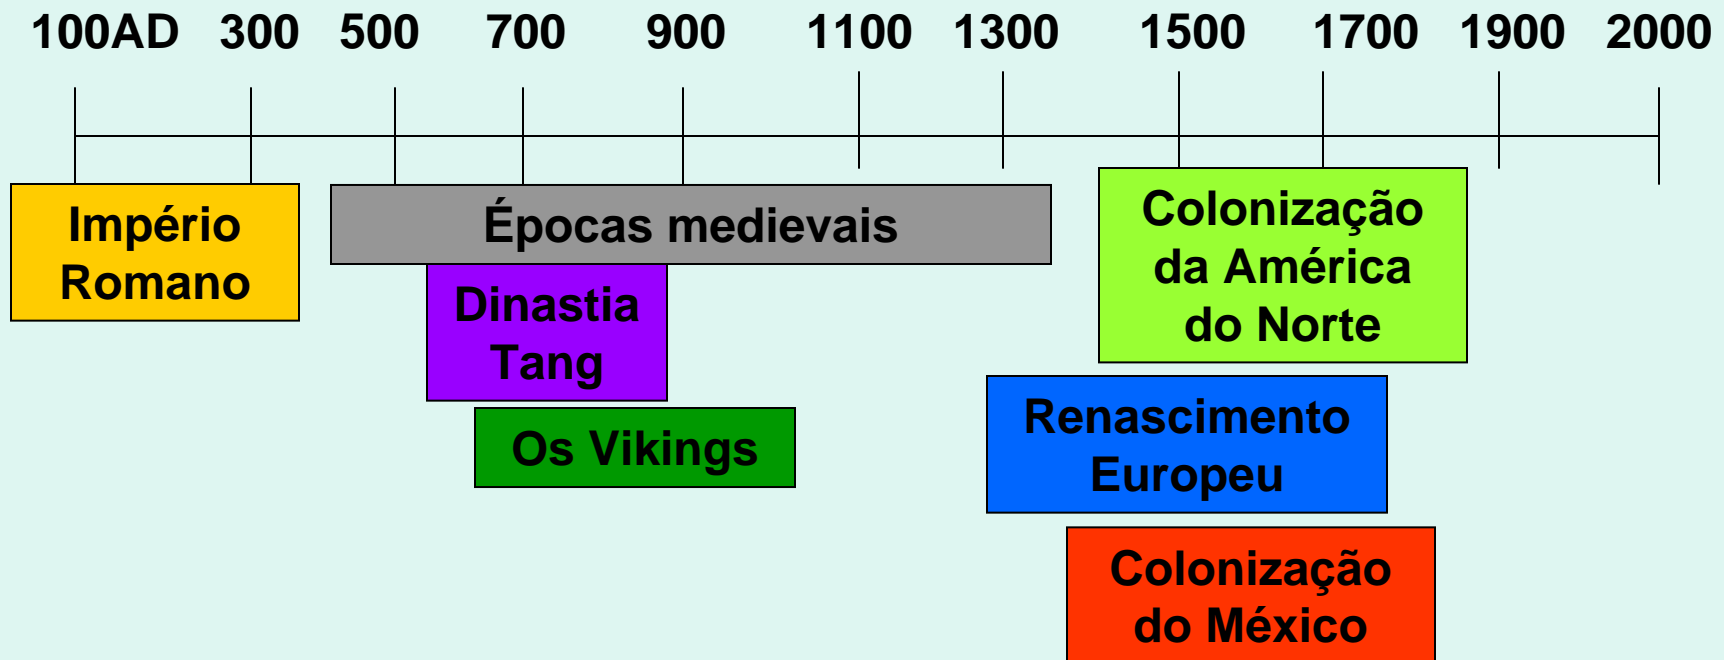 100AD 300 500 700 900 1100 1300 1500 1700 1900 2000
Império
Romano
Épocas medievais
Dinastia
Tang
Os Vikings
Colonização
da América
do Norte
Renascimento
Europeu
Colonização
do México